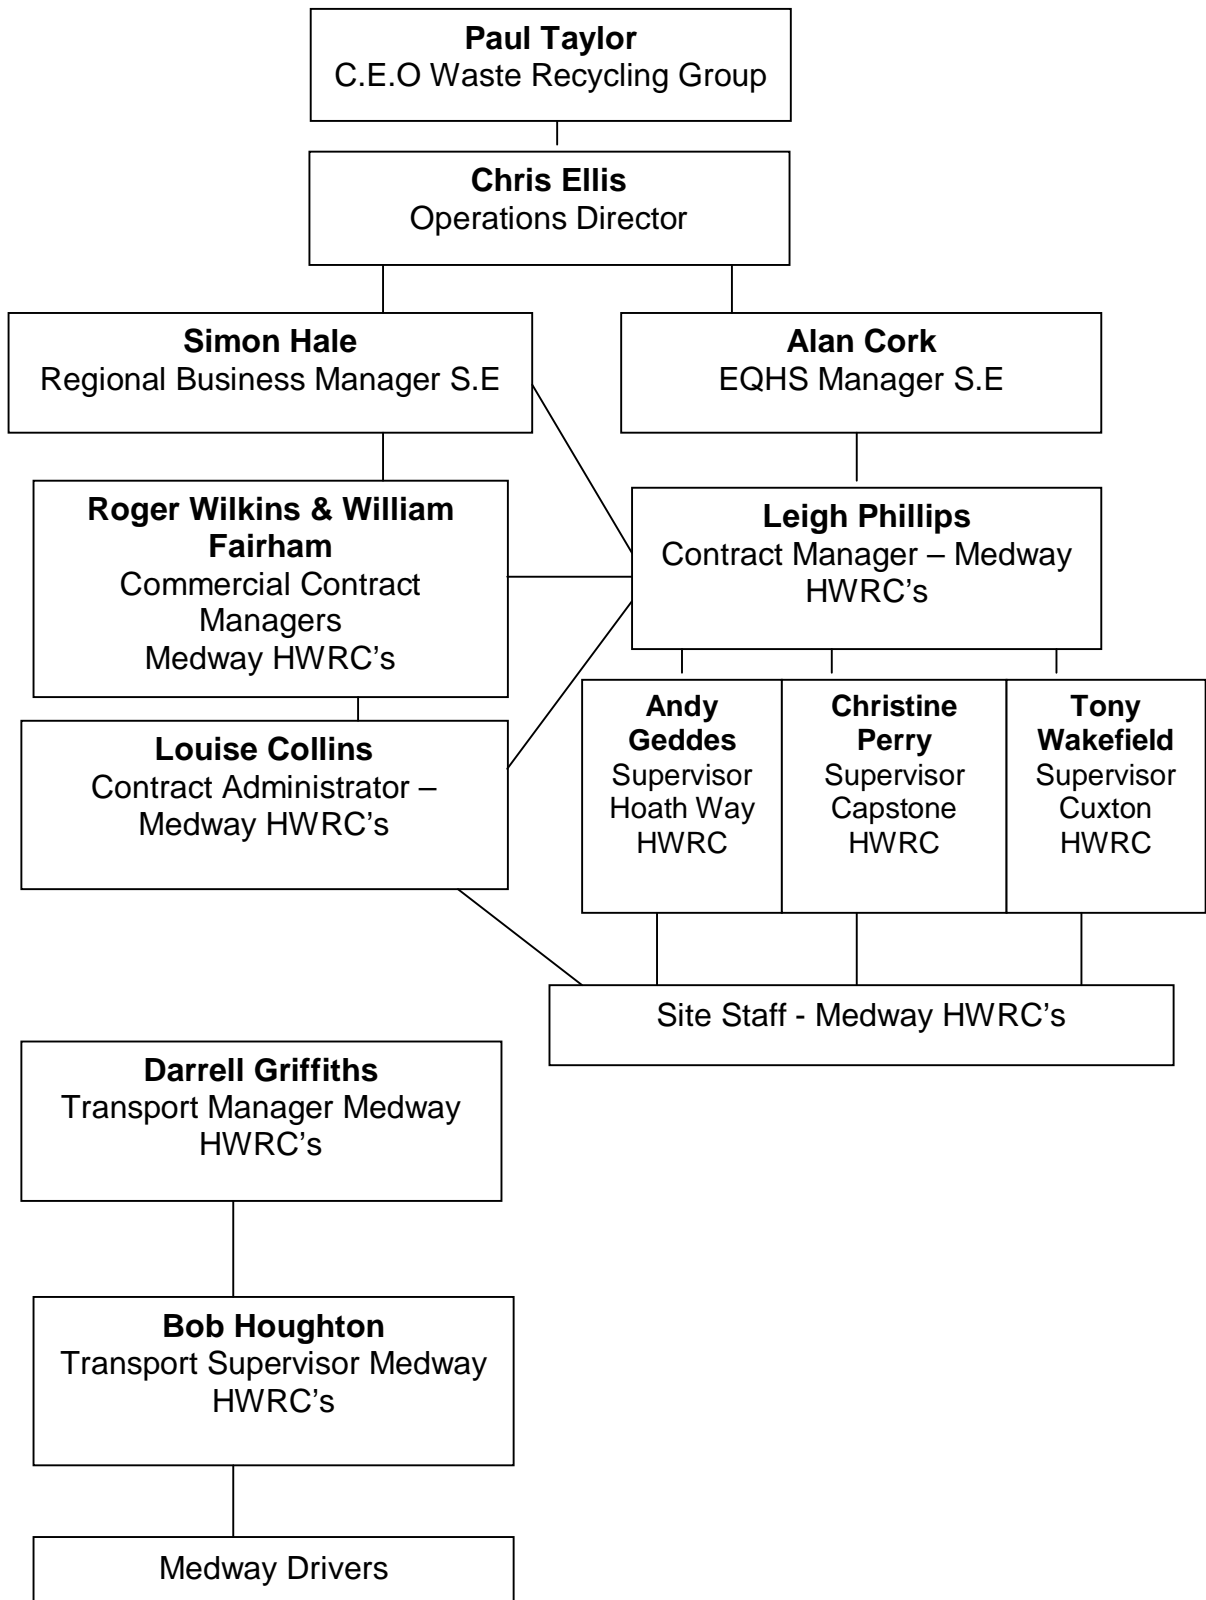 Paul Taylor
C.E.O Waste Recycling Group
Chris Ellis
Operations Director
Simon Hale
Regional Business Manager S.E
Alan Cork
EQHS Manager S.E
Roger Wilkins & William
Fairham
Commercial Contract
Managers
Medway HWRC's
Leigh Phillips
Contract Manager – Medway
HWRC's
Louise Collins
Contract Administrator –
Medway HWRC's
Andy
Geddes
Supervisor
Hoath Way
HWRC
Christine
Perry
Supervisor
Capstone
HWRC
Tony
Wakefield
Supervisor
Cuxton
HWRC
Site Staff - Medway HWRC's
Darrell Griffiths
Transport Manager Medway
HWRC's
Bob Houghton
Transport Supervisor Medway
HWRC's
Medway Drivers